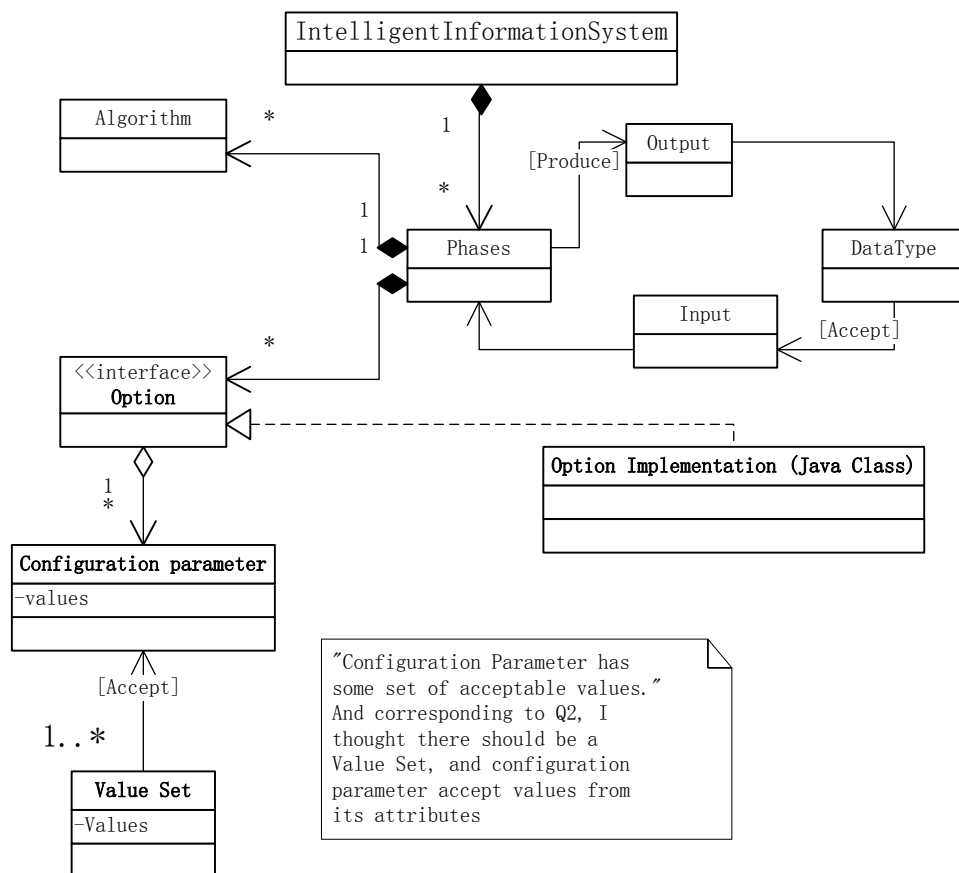 IntelligentInformationSystem
Algorithm
*
1
[Produce]
Output
*
1
1
Phases
DataType
Input
[Accept]
*
<<interface>>
Option
Option Implementation (Java Class)
1
*
Configuration parameter
-values
[Accept]
1..*
Value Set
-Values
"Configuration Parameter has
some set of acceptable values."
And corresponding to Q2, I
thought there should be a
Value Set, and configuration
parameter accept values from
its attributes